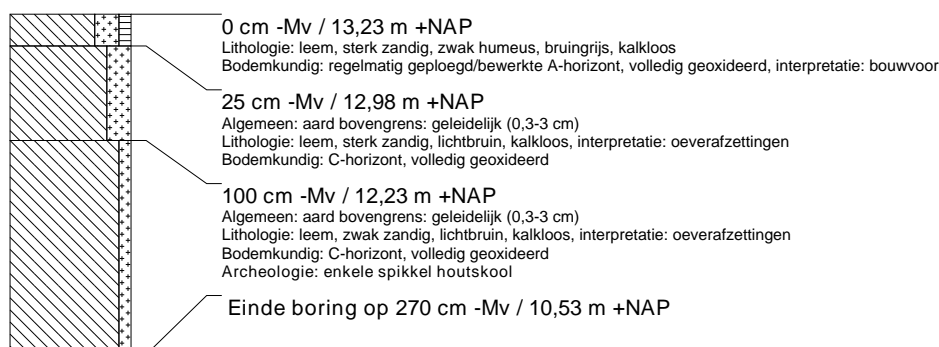 0 cm -Mv / 13,23 m +NAP
Lithologie: leem, sterk zandig, zwak humeus, bruingrijs, kalkloos
Bodemkundig: regelmatig geploegd/bewerkte A-horizont, volledig geoxideerd, interpretatie: bouwvoor
25 cm -Mv / 12,98 m +NAP
Algemeen: aard bovengrens: geleidelijk (0,3-3 cm)
Lithologie: leem, sterk zandig, lichtbruin, kalkloos, interpretatie: oeverafzettingen
Bodemkundig: C-horizont, volledig geoxideerd
100 cm -Mv / 12,23 m +NAP
Algemeen: aard bovengrens: geleidelijk (0,3-3 cm)
Lithologie: leem, zwak zandig, lichtbruin, kalkloos, interpretatie: oeverafzettingen
Bodemkundig: C-horizont, volledig geoxideerd
Archeologie: enkele spikkel houtskool
Einde boring op 270 cm -Mv / 10,53 m +NAP